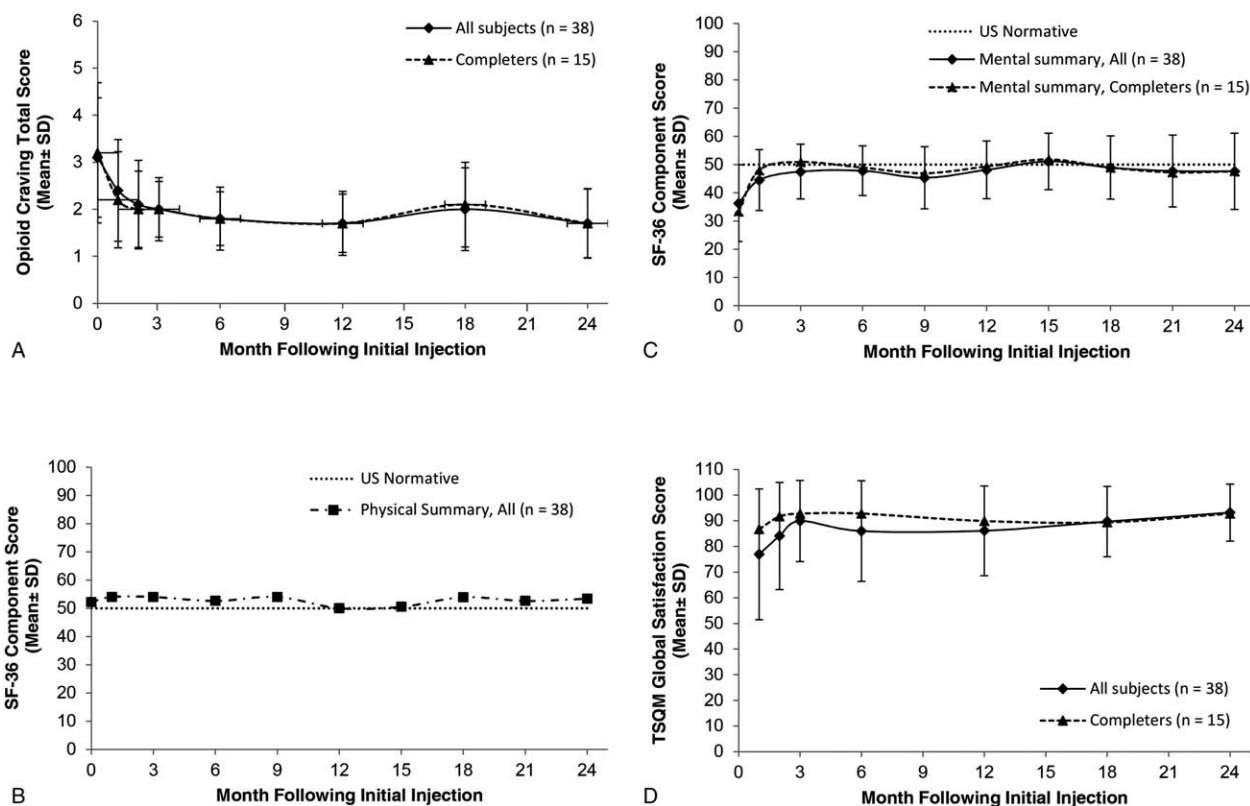 6
5
4
3
2
1
0
Opioid Craving Total Score
(Mean± SD)
All subjects (n = 38)
Completers (n = 15)
0 3 6 9 12 15 18 21 24
Month Following Initial Injection
A
100
90
80
70
60
50
40
30
20
10
0
SF-36 Component Score
(Mean± SD)
US Normative
Mental summary, All (n = 38)
Mental summary, Completers (n = 15)
0 3 6 9 12 15 18 21 24
Month Following Initial Injection
C
100
90
80
70
60
50
40
30
20
10
0
SF-36 Component Score
(Mean± SD)
US Normative
Physical Summary, All (n = 38)
0 3 6 9 12 15 18 21 24
Month Following Initial Injection
B
110
100
90
80
70
60
50
40
30
20
10
0
TSQM Global Satisfaction Score
(Mean± SD)
All subjects (n = 38)
Completers (n = 15)
0 3 6 9 12 15 18 21 24
Month Following Initial Injection
D